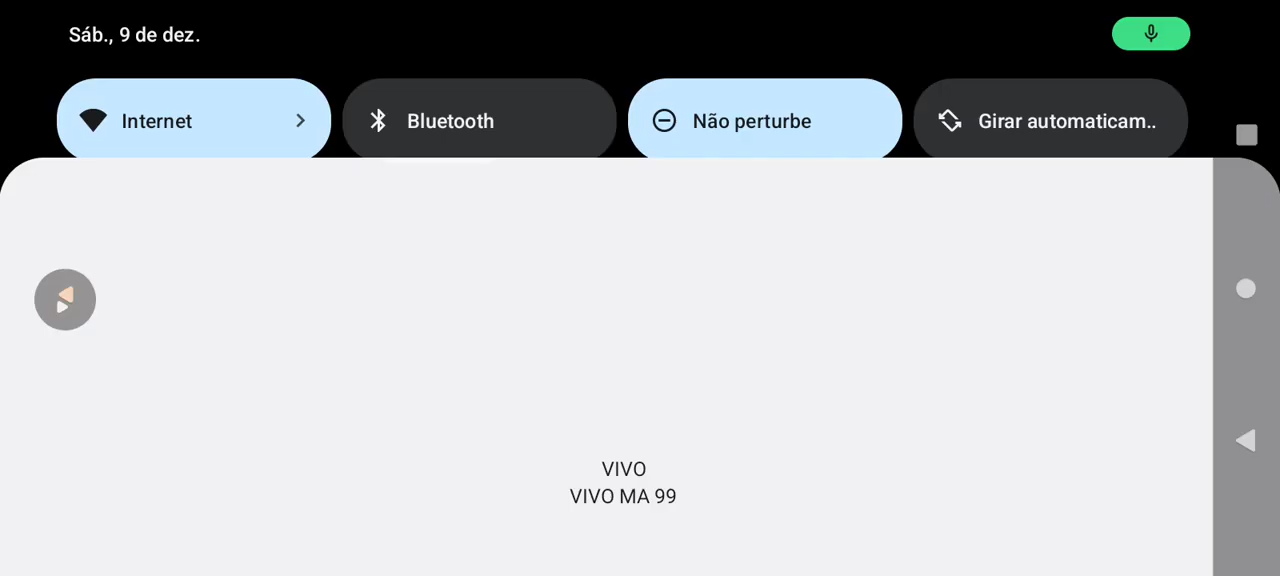 Sáb., 9 de dez.
Internet
Bluetooth
Não perturbe
Girar automaticam..
VIVO
VIVO MA 99